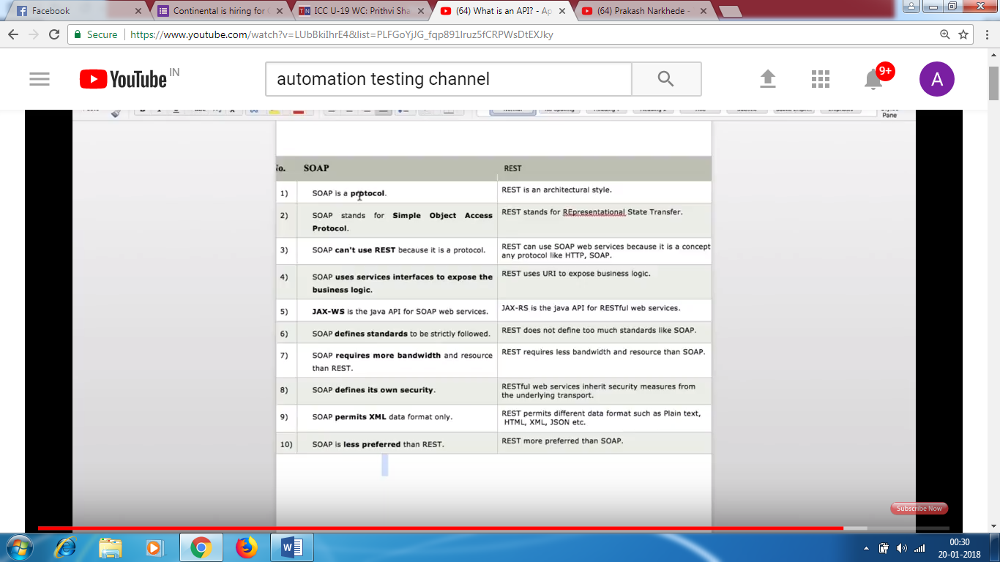 Facebook
Continental is hiring for
ICC U-19 WC: Prithvi Sha
(64) What is an API? - Ap
(64) Prakash Narkhede -
Secure
https://www.youtube.com/watch?v=LUbBkiIhrE4&list=PLFGoYjJG_fqp891lruz5fCRPWsDtEXJky
YouTube IN
automation testing channel
9+
A
Pane
No. SOAP REST
1) SOAP is a protocol. REST is an architectural style.
2) SOAP stands for Simple Object Access REST stands for REpresentational State Transfer.
Protocol.
3) SOAP can't use REST because it is a protocol. REST can use SOAP web services because it is a concept
any protocol like HTTP, SOAP.
4) SOAP uses services interfaces to expose the REST uses URI to expose business logic.
business logic.
5) JAX-WS is the java API for SOAP web services. JAX-RS is the java API for RESTful web services.
6) SOAP defines standards to be strictly followed. REST does not define too much standards like SOAP.
7) SOAP requires more bandwidth and resource REST requires less bandwidth and resource than SOAP.
than REST.
8) SOAP defines its own security. RESTful web services inherit security measures from
the underlying transport.
9) SOAP permits XML data format only. REST permits different data format such as Plain text,
HTML, XML, JSON etc.
10) SOAP is less preferred than REST. REST more preferred than SOAP.
Subscribe Now
00:30
20-01-2018